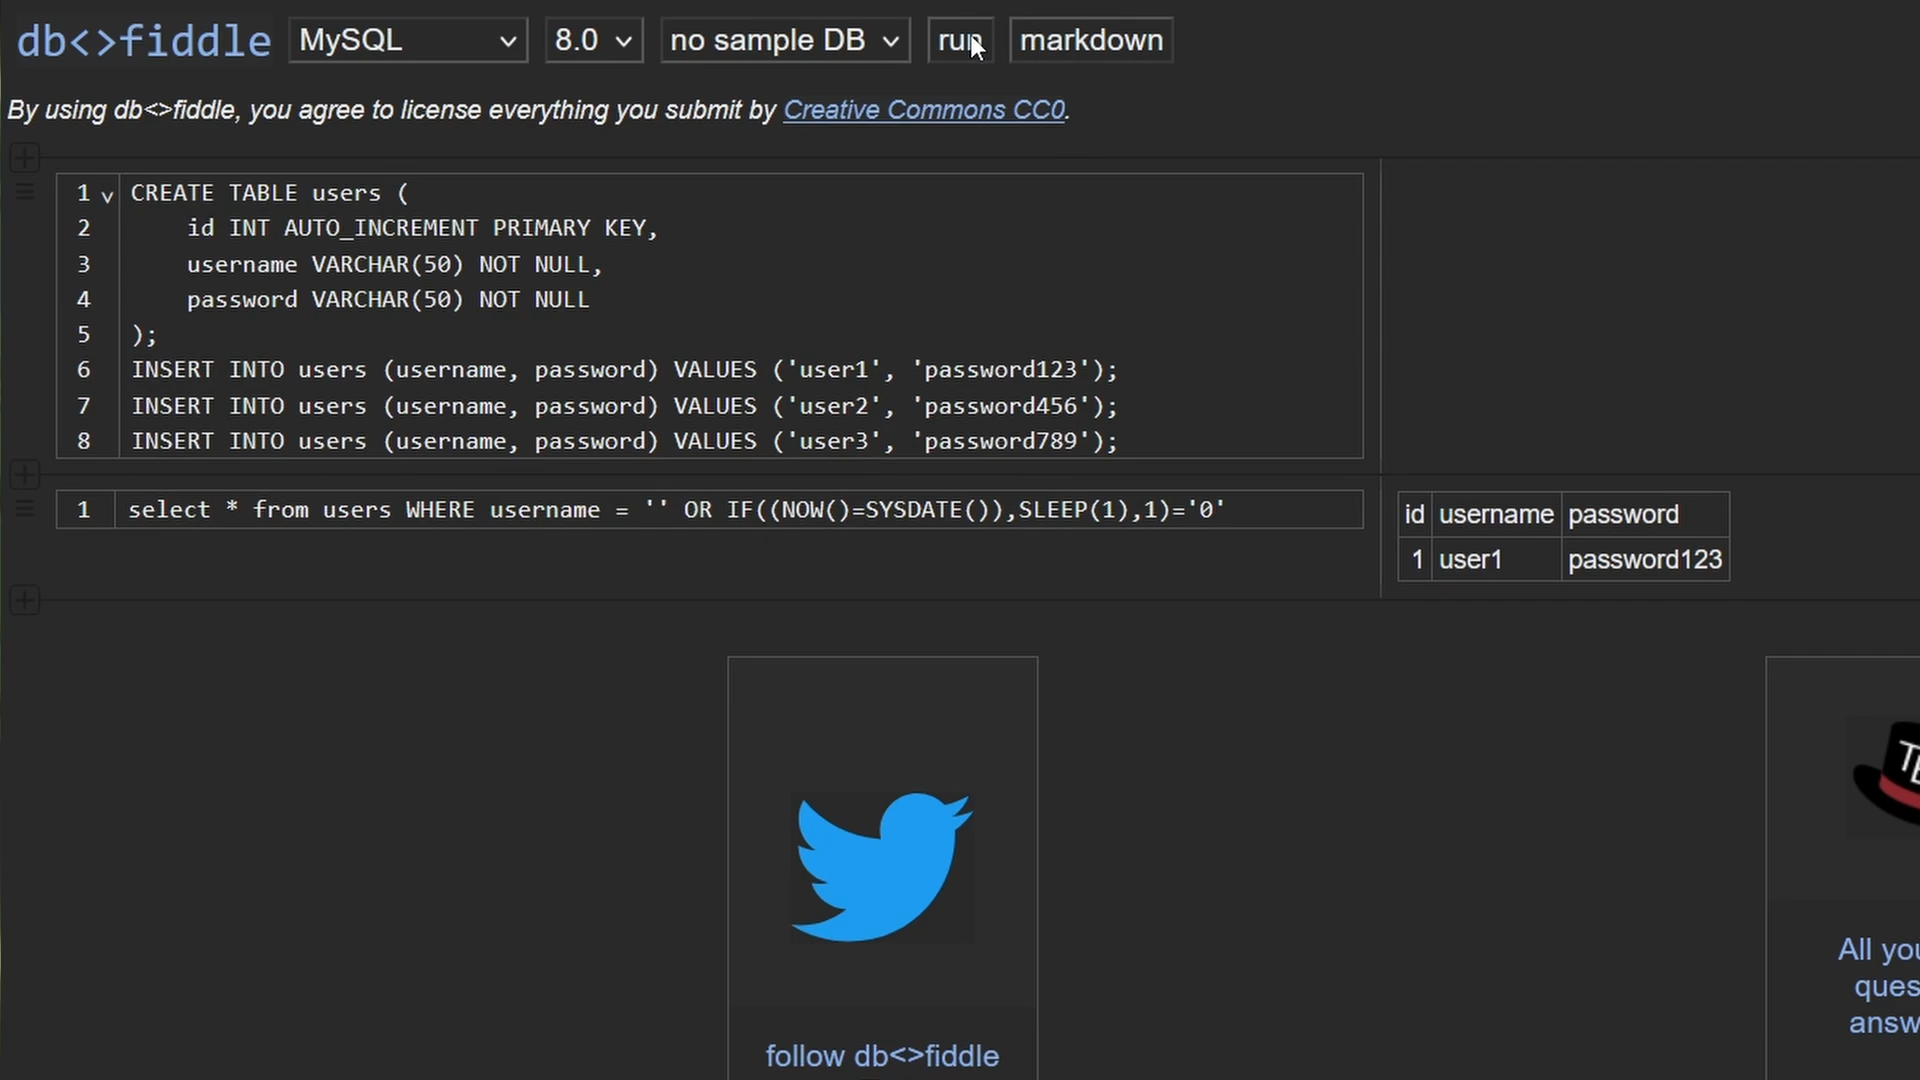 db<>fiddle MySQL 8.0 no sample DB run markdown
By using db<>fiddle, you agree to license everything you submit by Creative Commons CC0.
1 CREATE TABLE users (
2 id INT AUTO_INCREMENT PRIMARY KEY,
3 username VARCHAR(50) NOT NULL,
4 password VARCHAR(50) NOT NULL
5 );
6 INSERT INTO users (username, password) VALUES ('user1', 'password123');
7 INSERT INTO users (username, password) VALUES ('user2', 'password456');
8 INSERT INTO users (username, password) VALUES ('user3', 'password789');
1 select * from users WHERE username = '' OR IF((NOW()=SYSDATE()),SLEEP(1),1)='0'
id username password
1 user1 password123
follow db<>fiddle
All